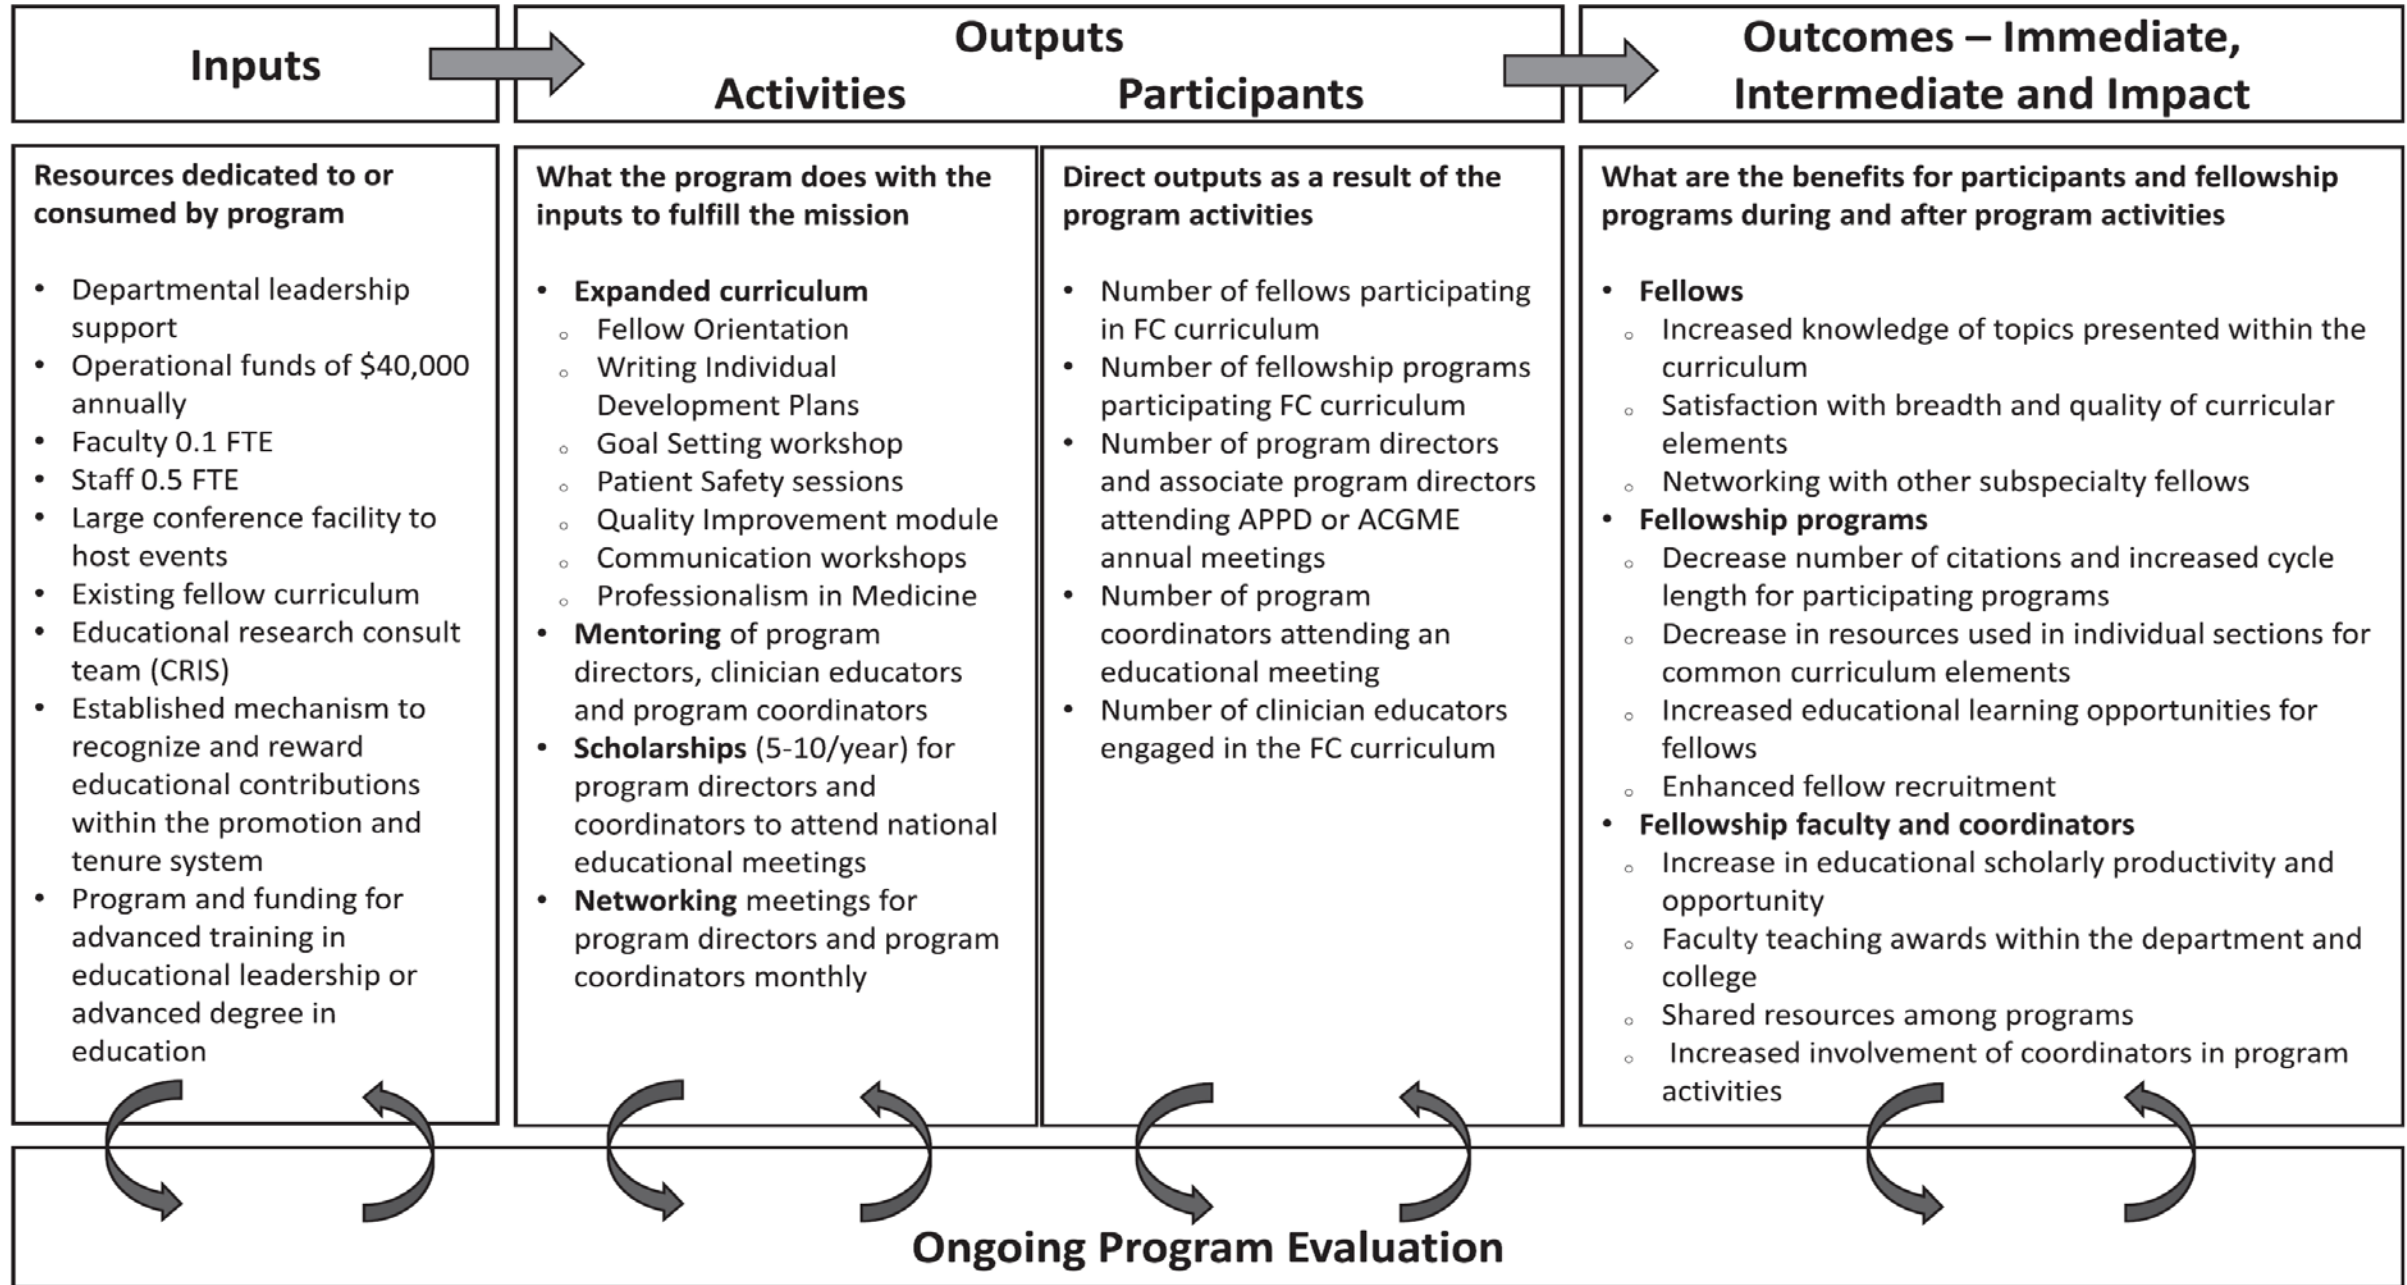 Inputs
Outputs
Activities
Participants
Outcomes – Immediate,
Intermediate and Impact
Resources dedicated to or
consumed by program
• Departmental leadership
support
• Operational funds of $40,000
annually
• Faculty 0.1 FTE
• Staff 0.5 FTE
• Large conference facility to
host events
• Existing fellow curriculum
• Educational research consult
team (CRIS)
• Established mechanism to
recognize and reward
educational contributions
within the promotion and
tenure system
• Program and funding for
advanced training in
educational leadership or
advanced degree in
education
What the program does with the
inputs to fulfill the mission
• Expanded curriculum
○ Fellow Orientation
○ Writing Individual
Development Plans
○ Goal Setting workshop
○ Patient Safety sessions
○ Quality Improvement module
○ Communication workshops
○ Professionalism in Medicine
• Mentoring of program
directors, clinician educators
and program coordinators
• Scholarships (5-10/year) for
program directors and
coordinators to attend national
educational meetings
• Networking meetings for
program directors and program
coordinators monthly
Direct outputs as a result of the
program activities
• Number of fellows participating
in FC curriculum
• Number of fellowship programs
participating FC curriculum
• Number of program directors
and associate program directors
attending APPD or ACGME
annual meetings
• Number of program
coordinators attending an
educational meeting
• Number of clinician educators
engaged in the FC curriculum
What are the benefits for participants and fellowship
programs during and after program activities
• Fellows
○ Increased knowledge of topics presented within the
curriculum
○ Satisfaction with breadth and quality of curricular
elements
○ Networking with other subspecialty fellows
• Fellowship programs
○ Decrease number of citations and increased cycle
length for participating programs
○ Decrease in resources used in individual sections for
common curriculum elements
○ Increased educational learning opportunities for
fellows
○ Enhanced fellow recruitment
• Fellowship faculty and coordinators
○ Increase in educational scholarly productivity and
opportunity
○ Faculty teaching awards within the department and
college
○ Shared resources among programs
○ Increased involvement of coordinators in program
activities
Ongoing Program Evaluation